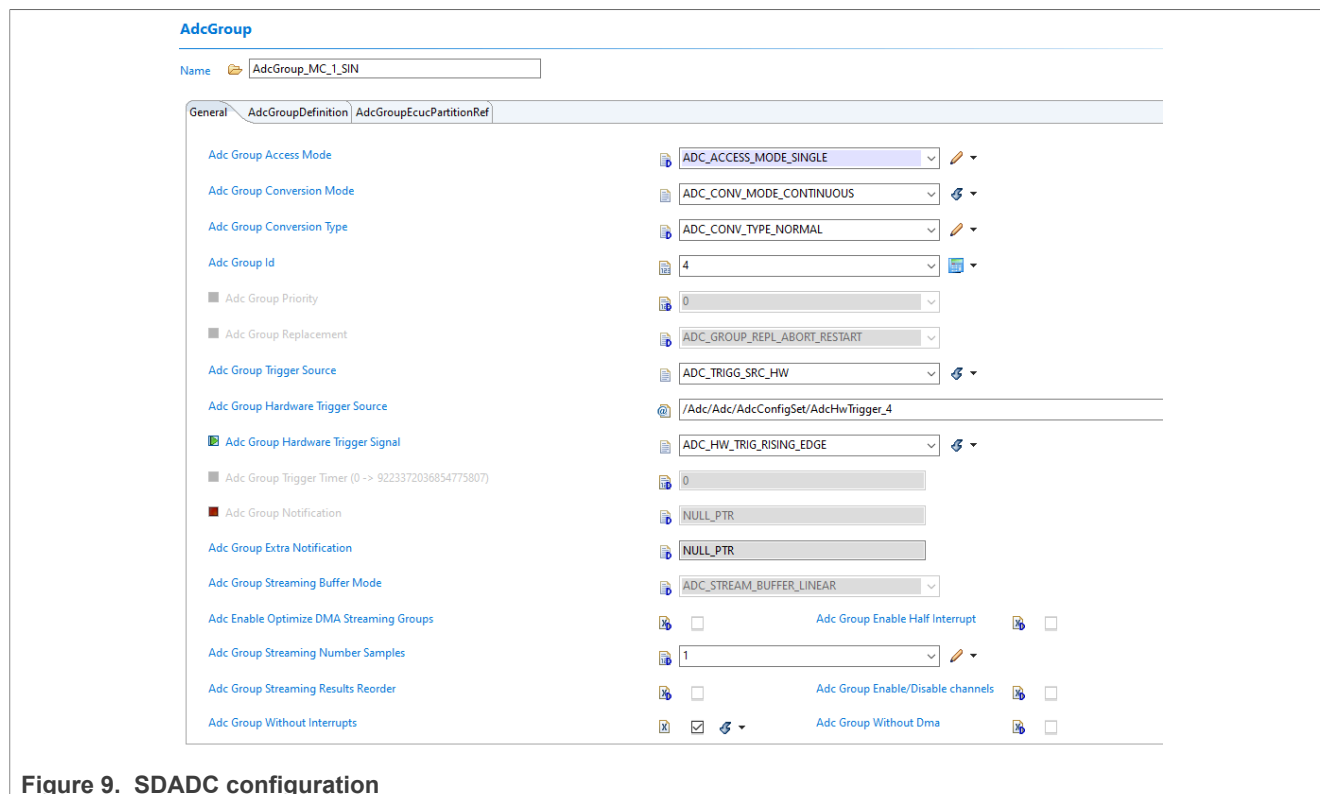 AdcGroup
Name AdcGroup_MC_1_SIN
General AdcGroupDefinition AdcGroupEcucPartitionRef
Adc Group Access Mode ADC_ACCESS_MODE_SINGLE
Adc Group Conversion Mode ADC_CONV_MODE_CONTINUOUS
Adc Group Conversion Type ADC_CONV_TYPE_NORMAL
Adc Group Id 4
Adc Group Priority 0
Adc Group Replacement ADC_GROUP_REPL_ABORT_RESTART
Adc Group Trigger Source ADC_TRIGG_SRC_HW
Adc Group Hardware Trigger Source /Adc/Adc/AdcConfigSet/AdcHwTrigger_4
Adc Group Hardware Trigger Signal ADC_HW_TRIG_RISING_EDGE
Adc Group Trigger Timer (0 -> 9223372036854775807) 0
Adc Group Notification NULL_PTR
Adc Group Extra Notification NULL_PTR
Adc Group Streaming Buffer Mode ADC_STREAM_BUFFER_LINEAR
Adc Enable Optimize DMA Streaming Groups Adc Group Enable Half Interrupt
Adc Group Streaming Number Samples 1
Adc Group Streaming Results Reorder Adc Group Enable/Disable channels
Adc Group Without Interrupts Adc Group Without Dma
Figure 9. SDADC configuration